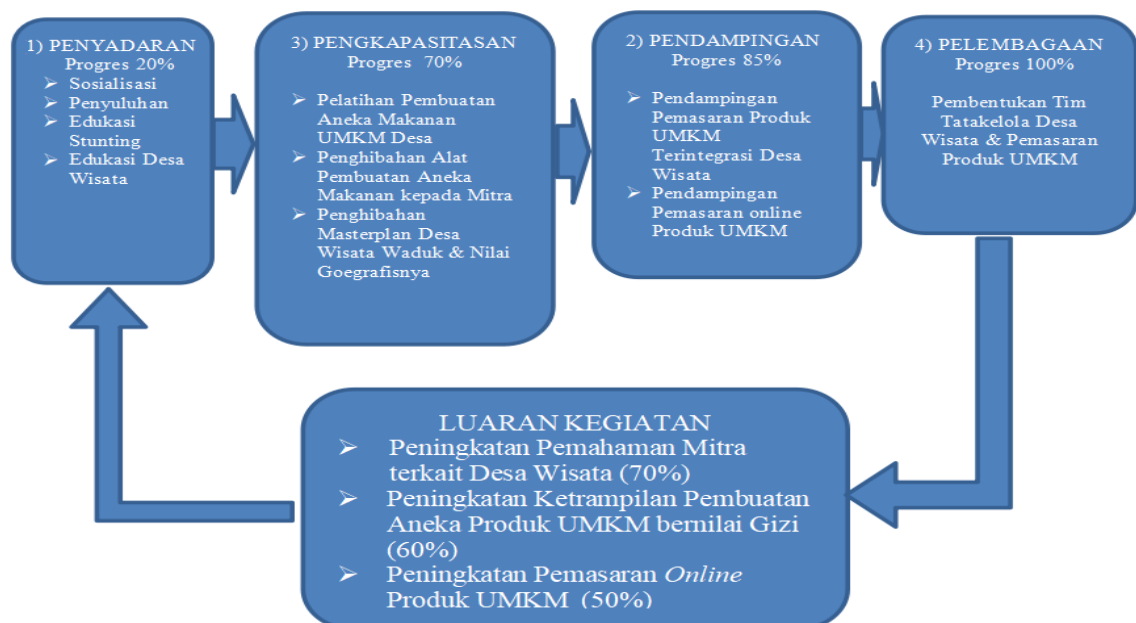 1) PENYADARAN
Progres 20%
➢ Sosialisasi
➢ Penyuluhan
➢ Edukasi
Stunting
➢ Edukasi Desa
Wisata
3) PENGKAPASITASAN
Progres 70%
➢ Pelatihan Pembuatan
Aneka Makanan
UMKM Desa
➢ Penghibahan Alat
Pembuatan Aneka
Makanan kepada Mitra
➢ Penghibahan
Masterplan Desa
Wisata Waduk & Nilai
Goegrafisnya
2) PENDAMPINGAN
Progres 85%
➢ Pendampingan
Pemasaran Produk
UMKM
Terintegrasi Desa
Wisata
➢ Pendampingan
Pemasaran online
Produk UMKM
4) PELEMBAGAAN
Progres 100%
Pembentukan Tim
Tatakelola Desa
Wisata & Pemasaran
Produk UMKM
LUARAN KEGIATAN
➢ Peningkatan Pemahaman Mitra
terkait Desa Wisata (70%)
➢ Peningkatan Ketrampilan Pembuatan
Aneka Produk UMKM bernilai Gizi
(60%)
➢ Peningkatan Pemasaran Online
Produk UMKM (50%)